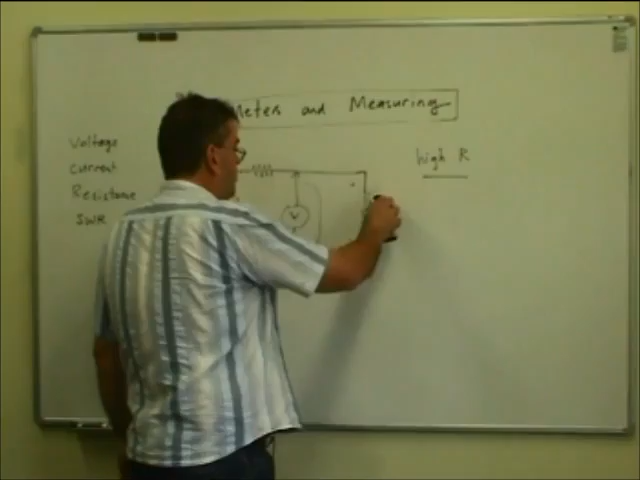 Meters and Measuring
Voltage
Current
Resistance
SWR
high R
V